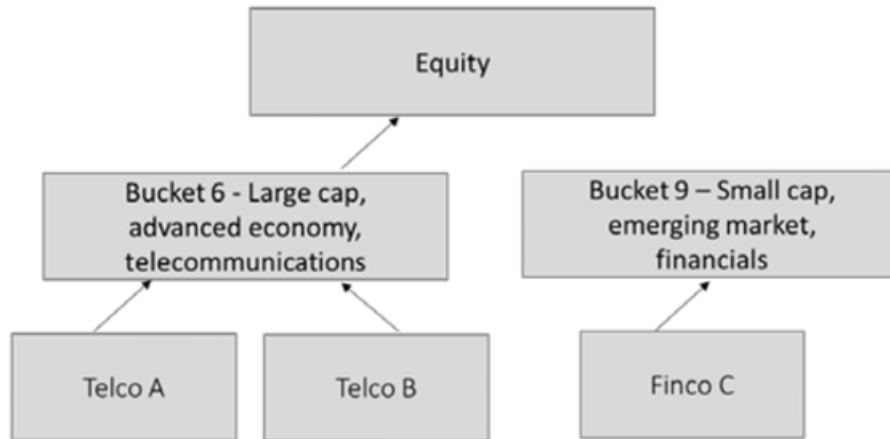 Equity
Bucket 6 - Large cap,
advanced economy,
telecommunications
Bucket 9 – Small cap,
emerging market,
financials
Telco A
Telco B
Finco C